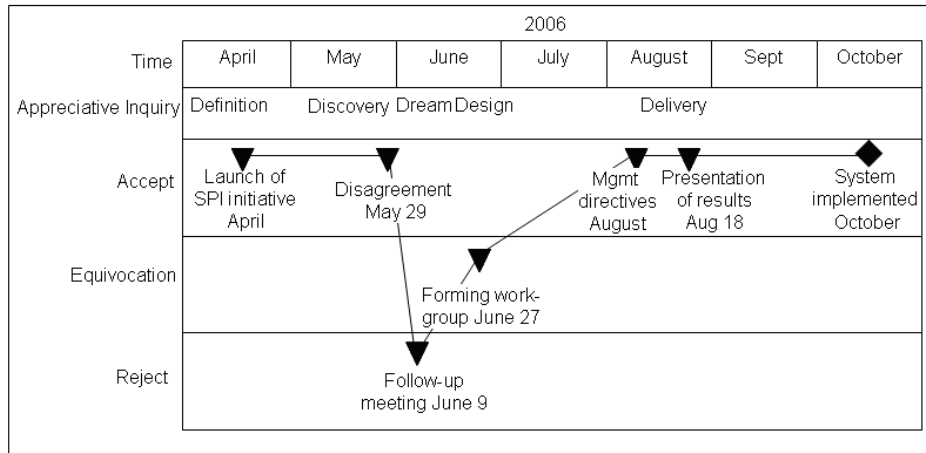 2006
Time April May June July August Sept October
Appreciative Inquiry Definition Discovery Dream Design Delivery
Accept
Launch of
SPI initiative
April
Disagreement
May 29
Mgmt
directives
August
Presentation
of results
Aug 18
System
implemented
October
Equivocation
Forming work-
group June 27
Reject
Follow-up
meeting June 9